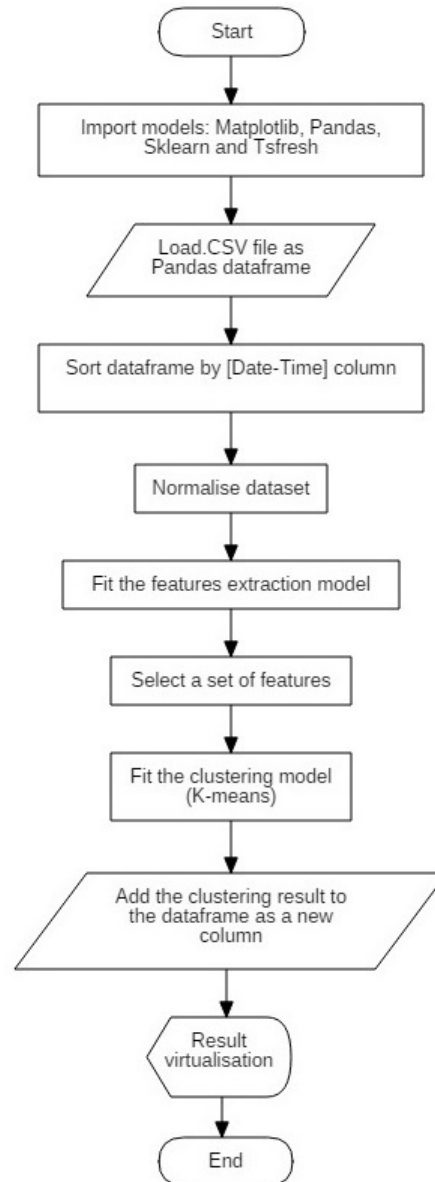 Start
Import models: Matplotlib, Pandas,
Sklearn and Tsfresh
Load.CSV file as
Pandas dataframe
Sort dataframe by [Date-Time] column
Normalise dataset
Fit the features extraction model
Select a set of features
Fit the clustering model
(K-means)
Add the clustering result to
the dataframe as a new
column
Result
virtualisation
End